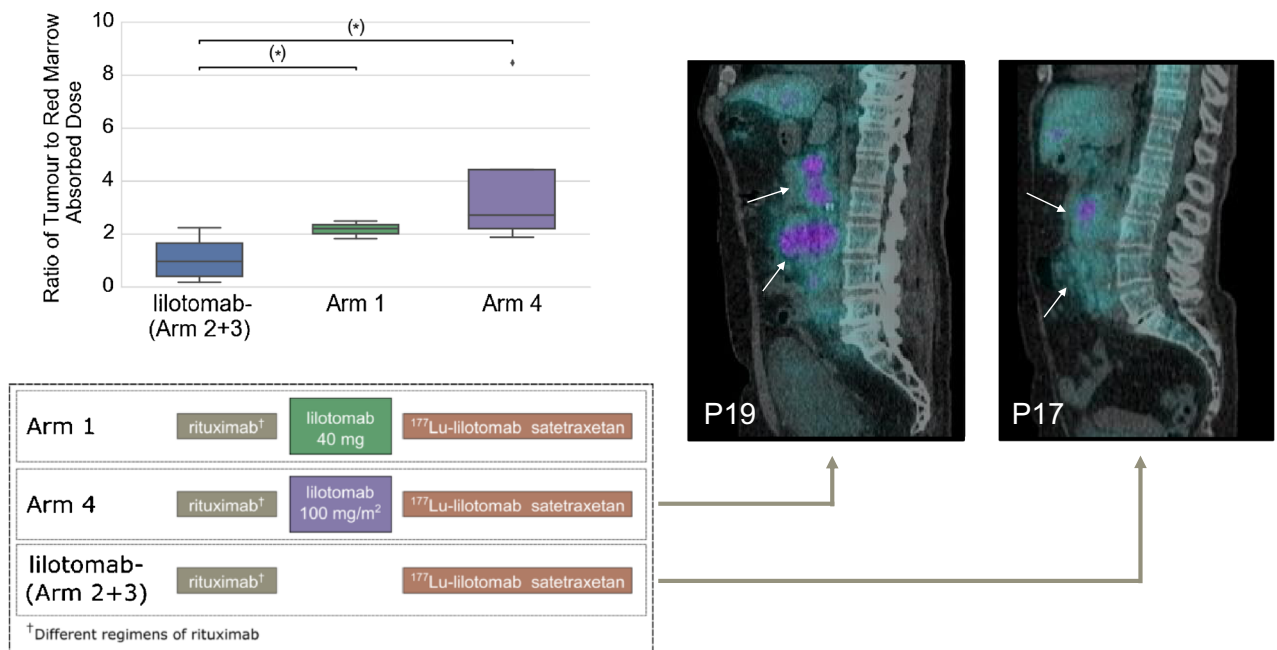 10
8
6
4
2
0
Ratio of Tumour to Red Marrow
Absorbed Dose
(*)
(*)
lilotomab-
(Arm 2+3)
Arm 1
Arm 4
P19
P17
Arm 1
rituximab†
lilotomab
40 mg
¹⁷⁷Lu-lilotomab satetraxetan
Arm 4
rituximab†
lilotomab
100 mg/m²
¹⁷⁷Lu-lilotomab satetraxetan
lilotomab-
(Arm 2+3)
rituximab†
¹⁷⁷Lu-lilotomab satetraxetan
†Different regimens of rituximab